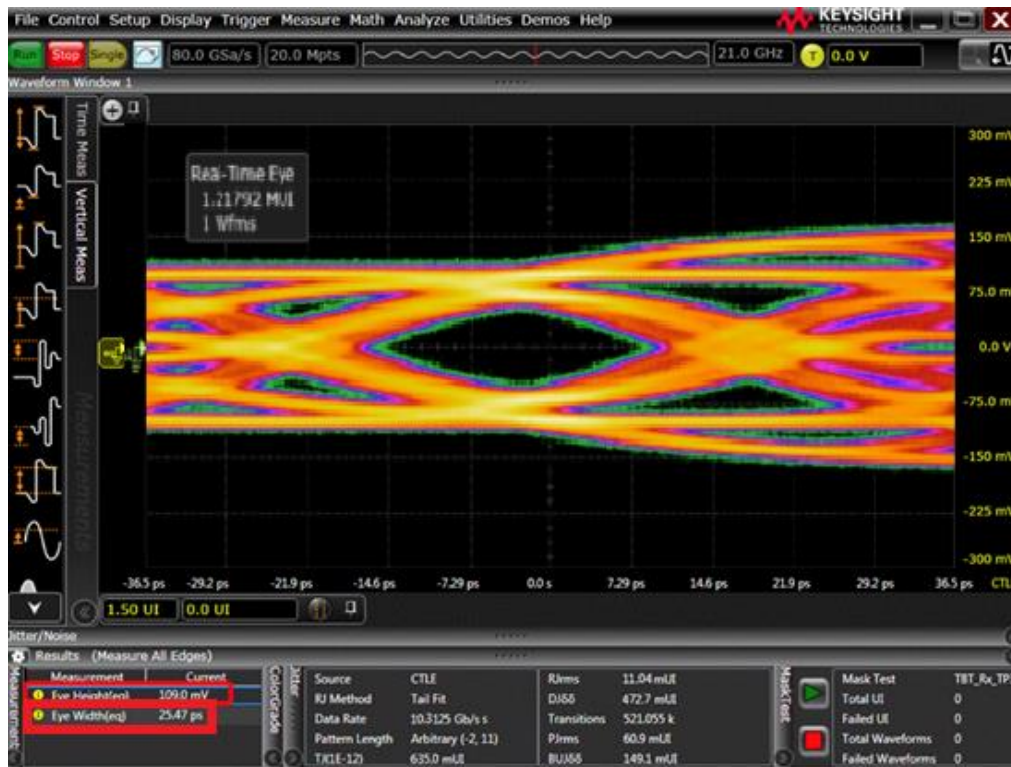 File Control Setup Display Trigger Measure Math Analyze Utilities Demos Help
KEYSIGHT
TECHNOLOGIES
Run Stop Single 80.0 GSa/s 20.0 Mpts 21.0 GHz T 0.0 V
Waveform Window 1
Time Meas
Vertical Meas
Measurements
Real-Time Eye
1.21792 MUI
1 Wfms
300 mV
225 mV
150 mV
75.0 m
0.0 V
-75.0 m
-150 mV
-225 mV
-300 mV
-36.5 ps -29.2 ps -21.9 ps -14.6 ps -7.29 ps 0.0 s 7.29 ps 14.6 ps 21.9 ps 29.2 ps 36.5 ps CTL
1.50 UI 0.0 UI
Jitter/Noise
Results (Measure All Edges)
Measurement Current
Eye Height(eq) 109.0 mV
Eye Width(eq) 25.47 ps
Measurement
ColorGrade
Jitter
Source CTLE RJrms 11.04 mUI
RJ Method Tail Fit DJδδ 472.7 mUI
Data Rate 10.3125 Gb/s s Transitions 521.055 k
Pattern Length Arbitrary (-2, 11) PJrms 60.9 mUI
TJ(1E-12) 635.0 mUI BUJδδ 149.1 mUI
MaskTest
Mask Test TBT_Rx_TP
Total UI 0
Failed UI 0
Total Waveforms 0
Failed Waveforms 0